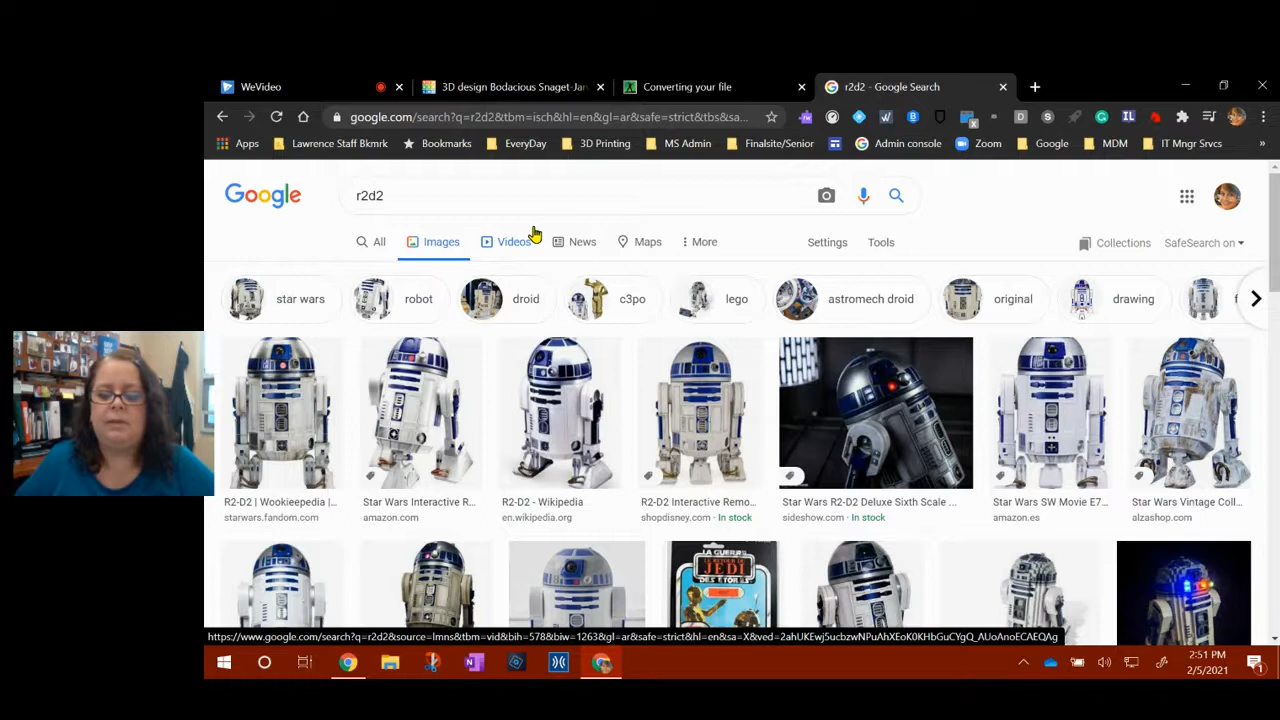 WeVideo
3D design Bodacious Snaget-Jar
Converting your file
r2d2 - Google Search
google.com/search?q=r2d2&tbm=isch&hl=en&gl=ar&safe=strict&tbs&sa...
Apps
Lawrence Staff Bkmrk
Bookmarks
EveryDay
3D Printing
MS Admin
Finalsite/Senior
Admin console
Zoom
Google
MDM
IT Mngr Srvcs
»
Google
r2d2
All
Images
Videos
News
Maps
More
Settings
Tools
Collections
SafeSearch on
star wars
robot
droid
c3po
lego
astromech droid
original
drawing
f
R2-D2 | Wookieepedia |...
starwars.fandom.com
Star Wars Interactive R...
amazon.com
R2-D2 - Wikipedia
en.wikipedia.org
R2-D2 Interactive Remo...
shopdisney.com · In stock
Star Wars R2-D2 Deluxe Sixth Scale ...
sideshow.com · In stock
Star Wars SW Movie E7...
amazon.es
Star Wars Vintage Coll...
alzashop.com
LA GUERRE
LE RETOUR DU
JEDI
DES ETOILES
https://www.google.com/search?q=r2d2&source=lmns&tbm=vid&bih=578&biw=1263&gl=ar&safe=strict&hl=en&sa=X&ved=2ahUKEwj5ucbzwNPuAhXEoK0KHbGuCYgQ_AUoAnoECAEQAg
2:51 PM
2/5/2021
1